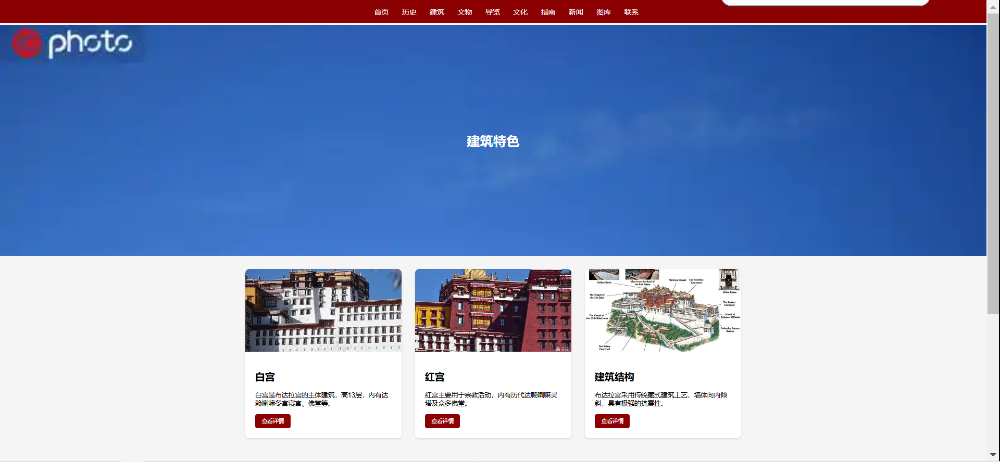 首页 历史 建筑 文物 导览 文化 指南 新闻 图库 联系
photo
建筑特色
Golden Roofs
View from the Roof of
the Red Palace
Maitreya Chapel
East Sunshine
Apartment
White Palace
The Chapel of
the 5th Dalai
The Eastern
Courtyard
The Chapel of
the 13th Dalai Lama
School of
Religious Officials
Defensive Eastern
Bastion
Red Palace
Courtyard
白宫
白宫是布达拉宫的主体建筑，高13层，内有达
赖喇嘛冬宫寝宫、佛堂等。
查看详情
红宫
红宫主要用于宗教活动，内有历代达赖喇嘛灵
塔及众多佛堂。
查看详情
建筑结构
布达拉宫采用传统藏式建筑工艺，墙体向内倾
斜，具有极强的抗震性。
查看详情